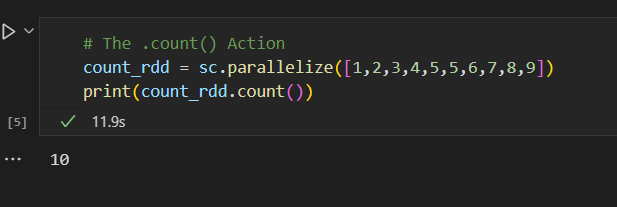 # The .count() Action
count_rdd = sc.parallelize([1,2,3,4,5,5,6,7,8,9])
print(count_rdd.count())
[5]
11.9s
10